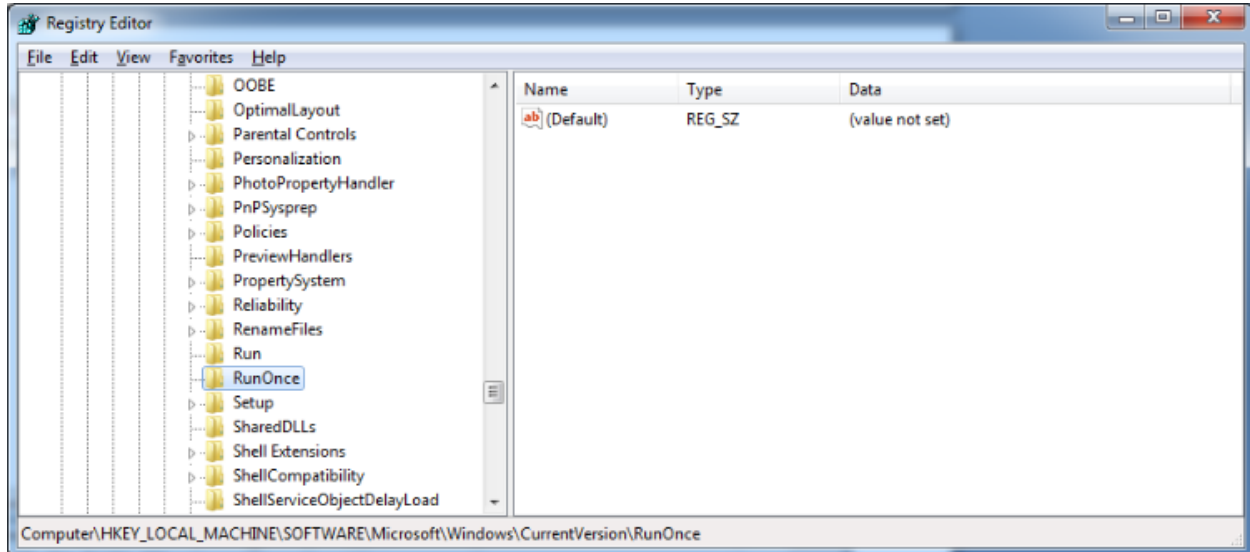 Registry Editor
File Edit View Favorites Help
OOBE
OptimalLayout
Parental Controls
Personalization
PhotoPropertyHandler
PnPSysprep
Policies
PreviewHandlers
PropertySystem
Reliability
RenameFiles
Run
RunOnce
Setup
SharedDLLs
Shell Extensions
ShellCompatibility
ShellServiceObjectDelayLoad
Name Type Data
ab (Default) REG_SZ (value not set)
Computer\HKEY_LOCAL_MACHINE\SOFTWARE\Microsoft\Windows\CurrentVersion\RunOnce